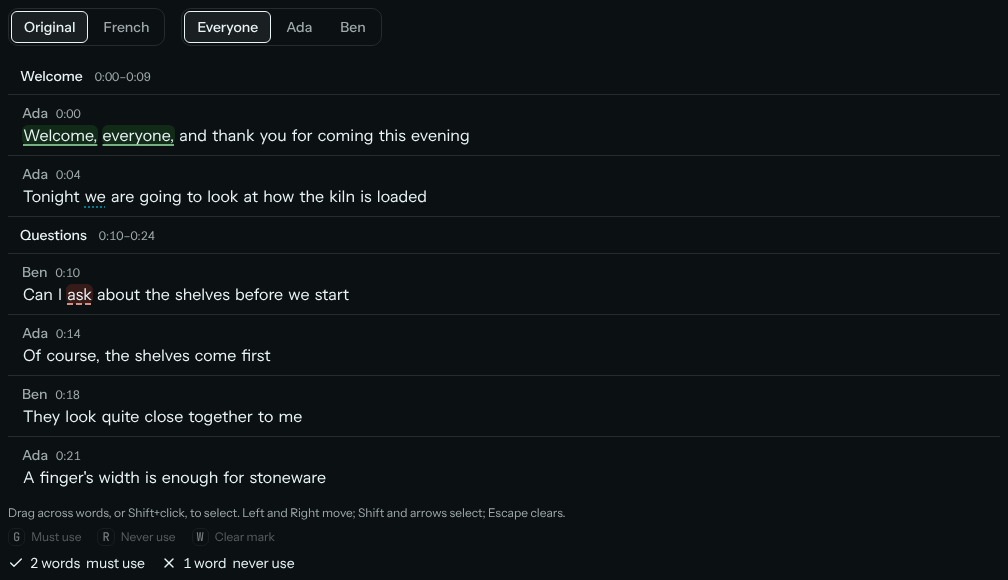 Original French Everyone Ada Ben
Welcome 0:00–0:09
Ada 0:00
Welcome, everyone, and thank you for coming this evening
Ada 0:04
Tonight we are going to look at how the kiln is loaded
Questions 0:10–0:24
Ben 0:10
Can I ask about the shelves before we start
Ada 0:14
Of course, the shelves come first
Ben 0:18
They look quite close together to me
Ada 0:21
A finger's width is enough for stoneware
Drag across words, or Shift+click, to select. Left and Right move; Shift and arrows select; Escape clears.
G Must use R Never use W Clear mark
2 words must use 1 word never use